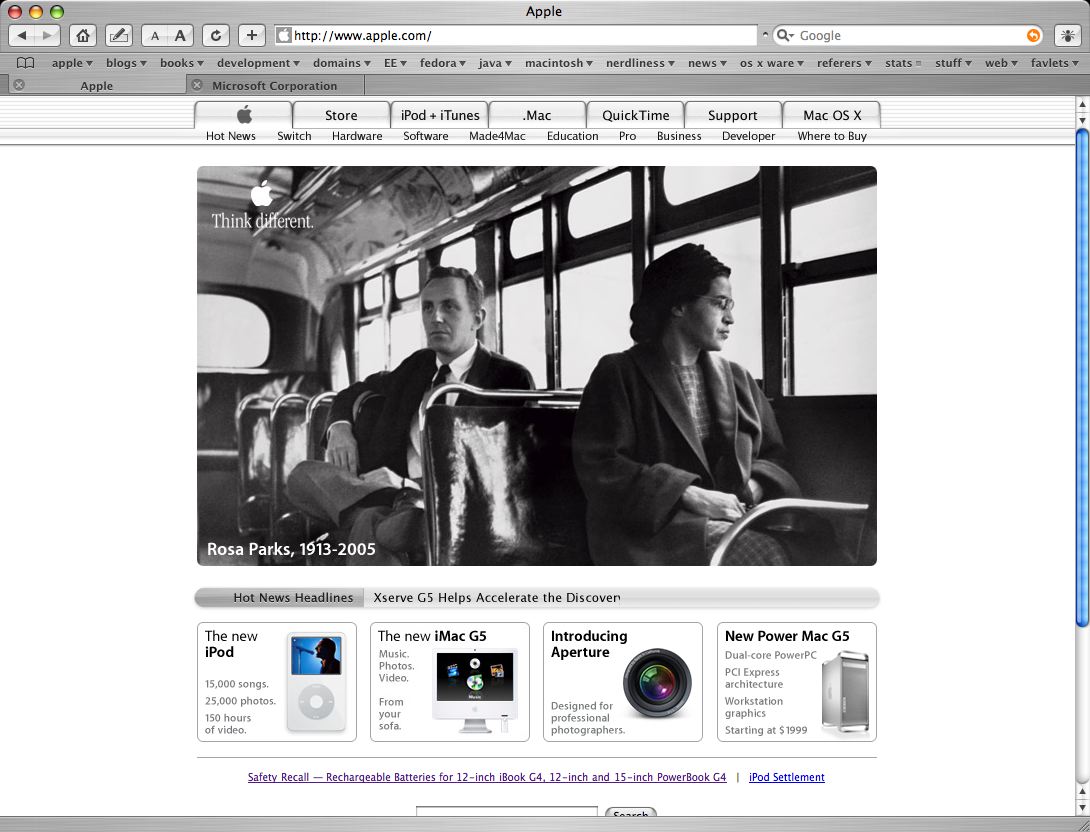 Apple
A A
http://www.apple.com/
Google
apple blogs books development domains EE fedora java macintosh nerdliness news os x ware referers stats stuff web favlets
Apple Microsoft Corporation
Store iPod + iTunes .Mac QuickTime Support Mac OS X
Hot News Switch Hardware Software Made4Mac Education Pro Business Developer Where to Buy
Think different.
Rosa Parks, 1913-2005
Hot News Headlines Xserve G5 Helps Accelerate the Discovery
The new
iPod
15,000 songs.
25,000 photos.
150 hours
of video.
The new iMac G5
Music.
Photos.
Video.
From
your
sofa.
Music
Introducing
Aperture
Designed for
professional
photographers.
New Power Mac G5
Dual-core PowerPC
PCI Express
architecture
Workstation
graphics
Starting at $1999
Safety Recall — Rechargeable Batteries for 12-inch iBook G4, 12-inch and 15-inch PowerBook G4 | iPod Settlement
Search